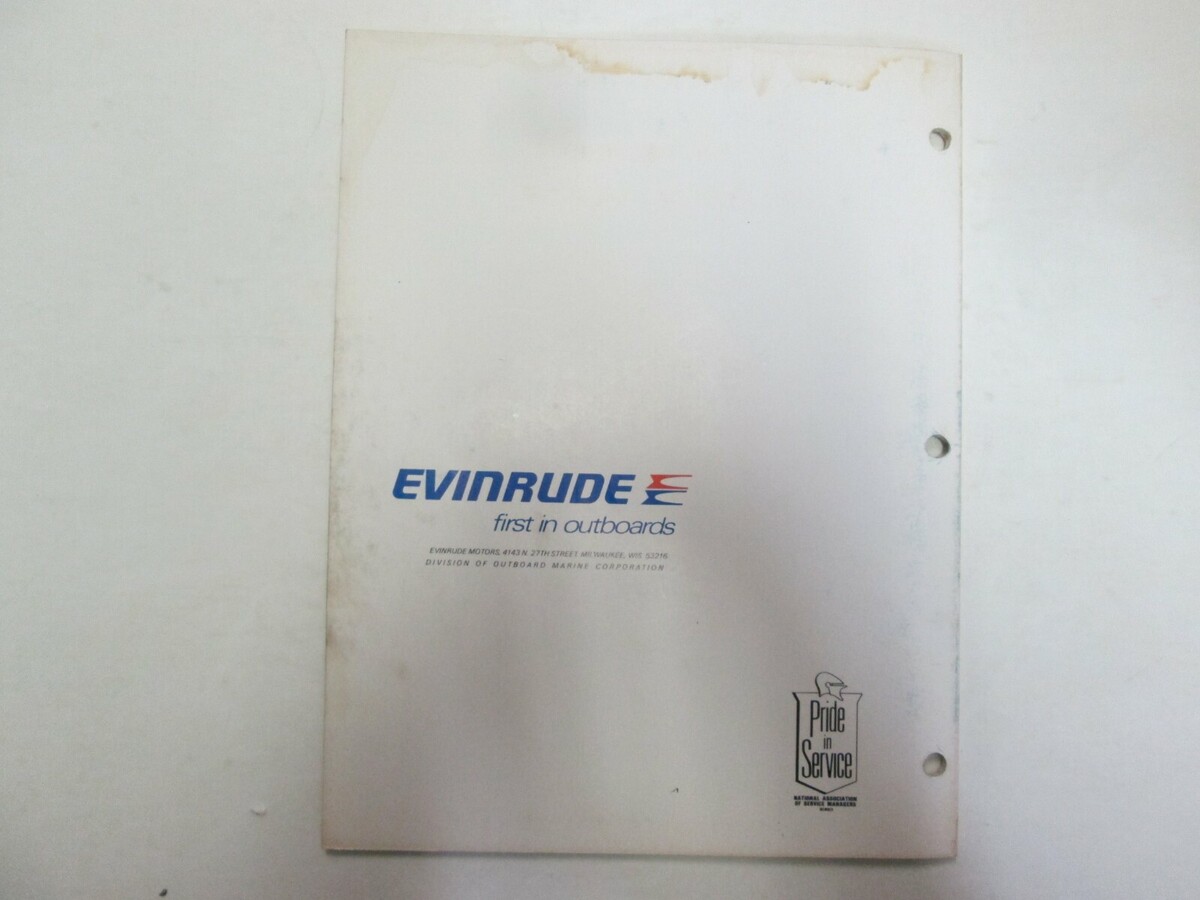 EVINRUDE
first in outboards
EVINRUDE MOTORS, 4143 N. 27TH STREET, MILWAUKEE, WIS. 53216
DIVISION OF OUTBOARD MARINE CORPORATION
Pride
in
Service
NATIONAL ASSOCIATION
OF SERVICE MANAGERS